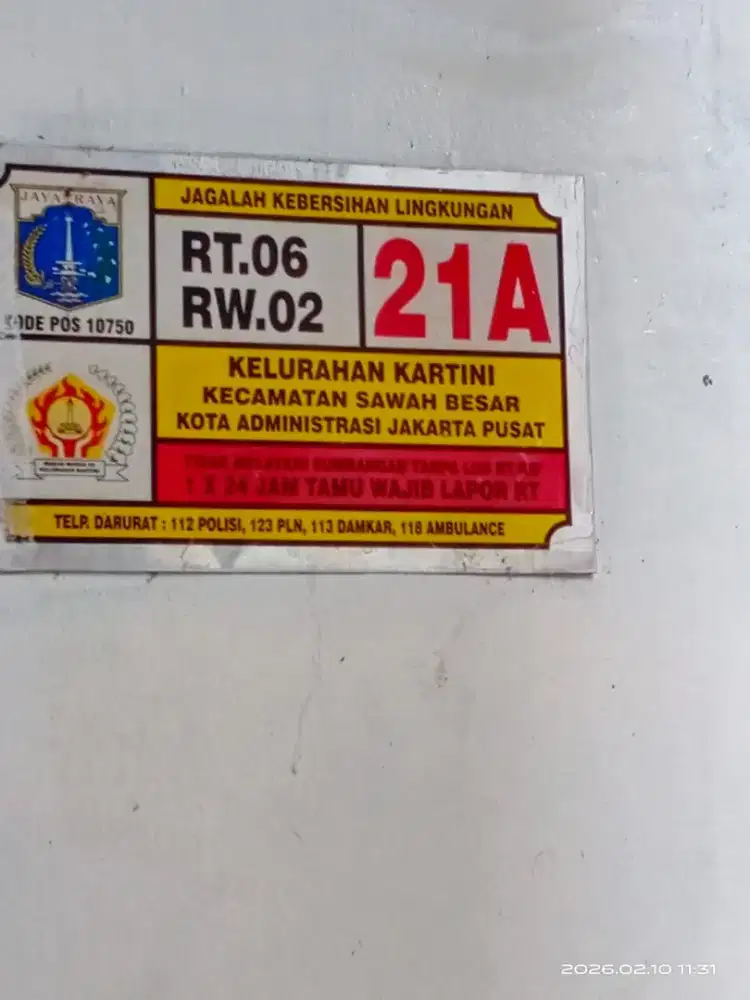 JAGALAH KEBERSIHAN LINGKUNGAN
JAYA RAYA
KODE POS 10750
RT.06
RW.02
21A
KELURAHAN KARTINI
KECAMATAN SAWAH BESAR
KOTA ADMINISTRASI JAKARTA PUSAT
TANPA
1 X 24 JAM TAMU WAJIB LAPOR RT
TELP. DARURAT : 112 POLISI, 123 PLN, 113 DAMKAR, 118 AMBULANCE
2026.02.10 11:31